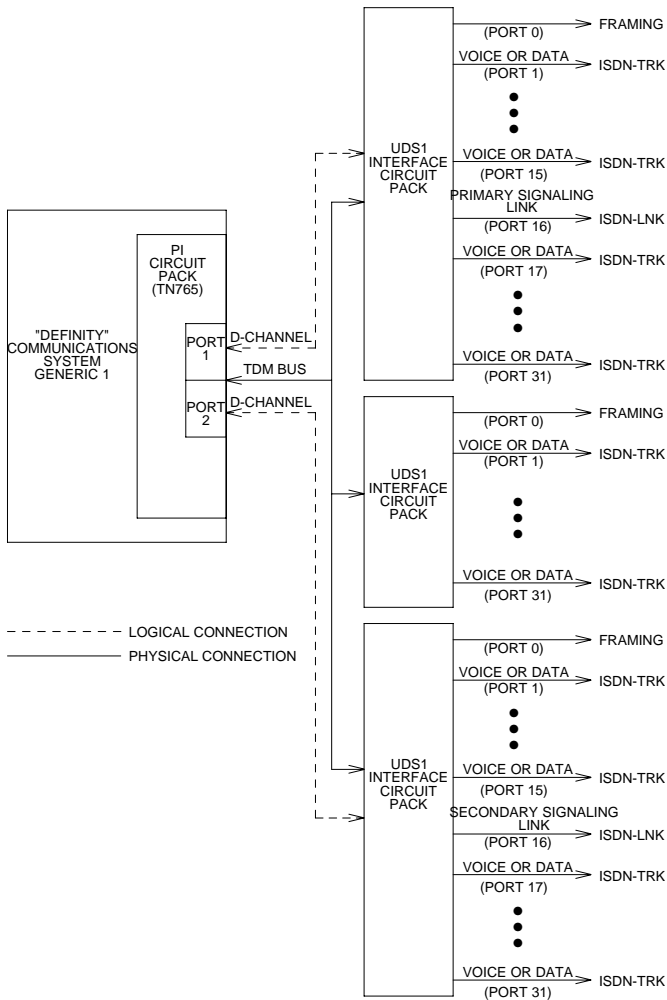 PI
CIRCUIT
PACK
(TN765)
"DEFINITY"
COMMUNICATIONS
SYSTEM
GENERIC 1
PORT
1
PORT
2
D-CHANNEL
TDM BUS
D-CHANNEL
LOGICAL CONNECTION
PHYSICAL CONNECTION
UDS1
INTERFACE
CIRCUIT
PACK
(PORT 0)
FRAMING
VOICE OR DATA
(PORT 1)
ISDN-TRK
VOICE OR DATA
(PORT 15)
ISDN-TRK
PRIMARY SIGNALING
LINK
(PORT 16)
ISDN-LNK
VOICE OR DATA
(PORT 17)
ISDN-TRK
VOICE OR DATA
(PORT 31)
ISDN-TRK
UDS1
INTERFACE
CIRCUIT
PACK
(PORT 0)
FRAMING
VOICE OR DATA
(PORT 1)
ISDN-TRK
VOICE OR DATA
(PORT 31)
ISDN-TRK
UDS1
INTERFACE
CIRCUIT
PACK
(PORT 0)
FRAMING
VOICE OR DATA
(PORT 1)
ISDN-TRK
VOICE OR DATA
(PORT 15)
ISDN-TRK
SECONDARY SIGNALING
LINK
(PORT 16)
ISDN-LNK
VOICE OR DATA
(PORT 17)
ISDN-TRK
VOICE OR DATA
(PORT 31)
ISDN-TRK